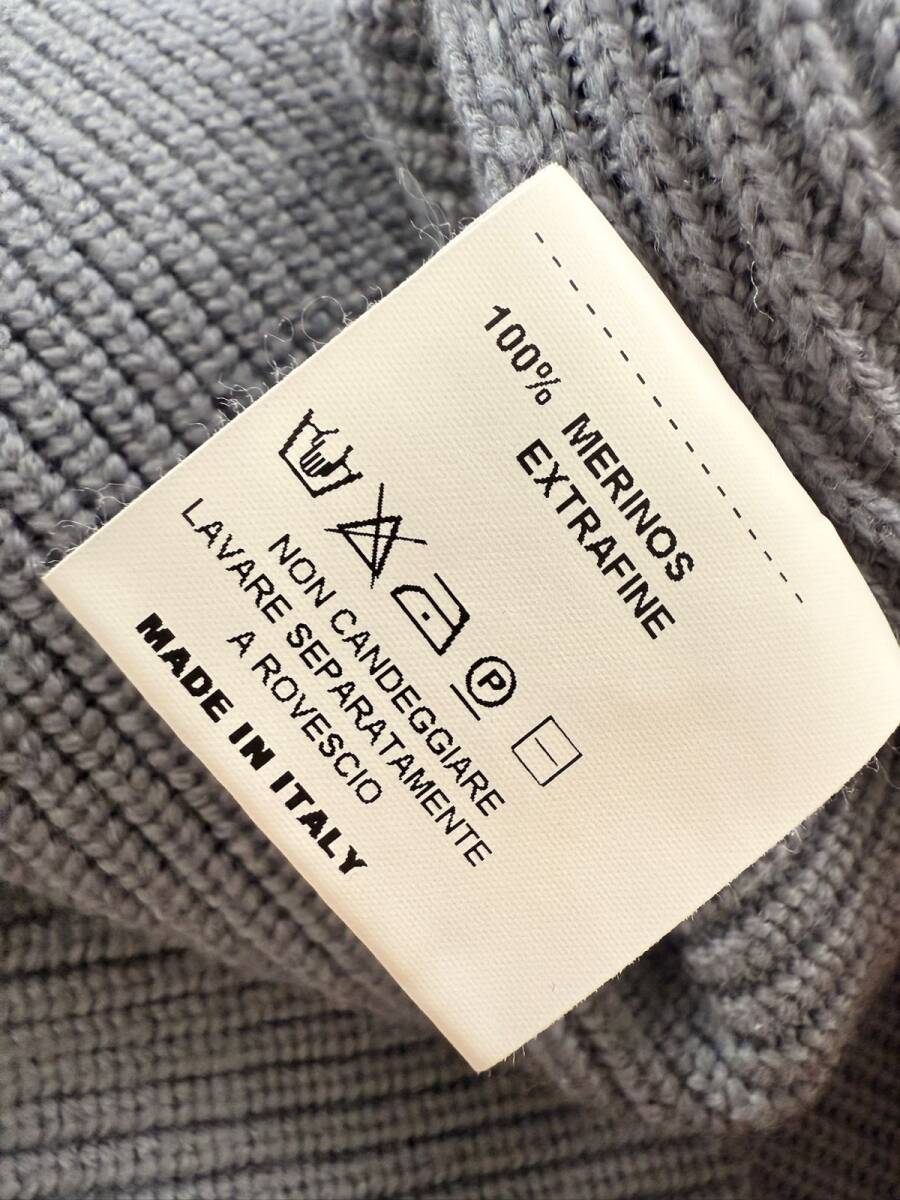 100% MERINOS
EXTRAFINE
P
NON CANDEGGIARE
LAVARE SEPARATAMENTE
A ROVESCIO
MADE IN ITALY